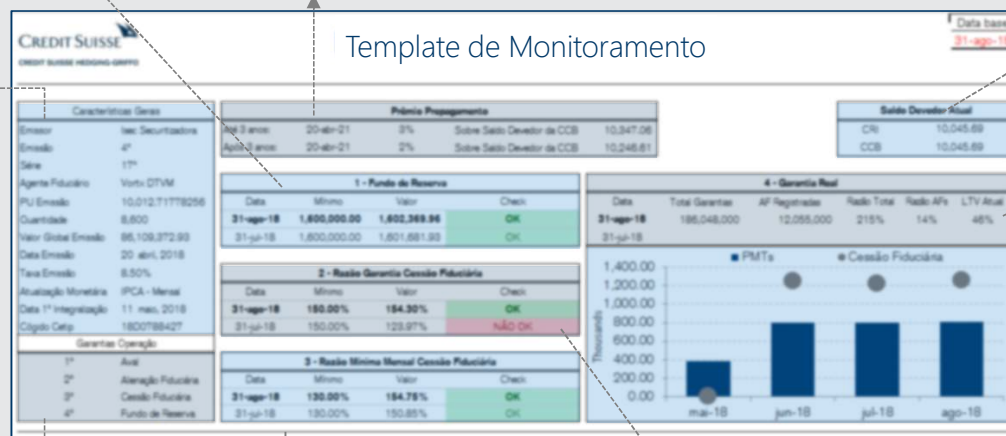 CREDIT SUISSE
CREDIT SUISSE HEDGING-GRIFFO
Template de Monitoramento
Data base
31-ago-18
Características Gerais
Emissor Isec Securitizadora
Emissão 4ª
Série 17ª
Agente Fiduciário Vortx DTVM
PU Emissão 10,012.71778256
Quantidade 8,600
Valor Global Emissão 86,109,372.93
Data Emissão 20 abril, 2018
Taxa Emissão 8.50%
Atualização Monetária IPCA - Mensal
Data 1ª Integralização 11 maio, 2018
Código Cetip 18D0788427
Garantias Operação
1ª Aval
2ª Alienação Fiduciária
3ª Cessão Fiduciária
4ª Fundo de Reserva
Prêmio Prepagamento
Até 3 anos: 20-abr-21 3% Sobre Saldo Devedor da CCB 10,347.06
Após 3 anos: 20-abr-21 2% Sobre Saldo Devedor da CCB 10,246.61
1 - Fundo de Reserva
Data Mínimo Valor Check
31-ago-18 1,600,000.00 1,602,369.96 OK
31-jul-18 1,600,000.00 1,601,681.93 OK
2 - Razão Garantia Cessão Fiduciária
Data Mínimo Valor Check
31-ago-18 150.00% 154.30% OK
31-jul-18 150.00% 123.97% NÃO OK
3 - Razão Mínima Mensal Cessão Fiduciária
Data Mínimo Valor Check
31-ago-18 130.00% 154.75% OK
31-jul-18 130.00% 150.85% OK
Saldo Devedor Atual
CRI 10,045.69
CCB 10,045.69
4 - Garantia Real
Data Total Garantias AF Registradas Razão Total Razão AFs LTV Atual
31-ago-18 186,048,000 12,055,000 215% 14% 46%
31-jul-18
PMTs Cessão Fiduciária
Thousands
1,400.00
1,200.00
1,000.00
800.00
600.00
400.00
200.00
0.00
mai-18 jun-18 jul-18 ago-18